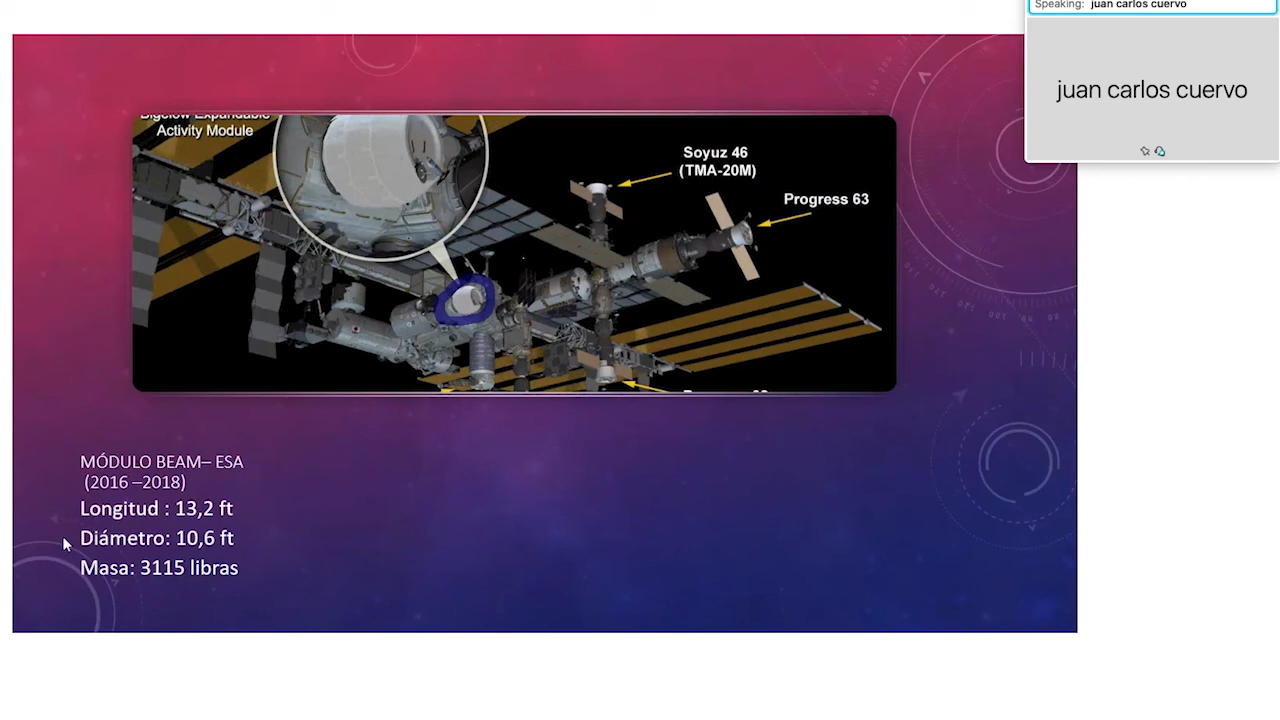 Speaking: juan carlos cuervo
juan carlos cuervo
Bigelow Expandable
Activity Module
Soyuz 46
(TMA-20M)
Progress 63
MÓDULO BEAM– ESA
(2016 –2018)
Longitud : 13,2 ft
Diámetro: 10,6 ft
Masa: 3115 libras